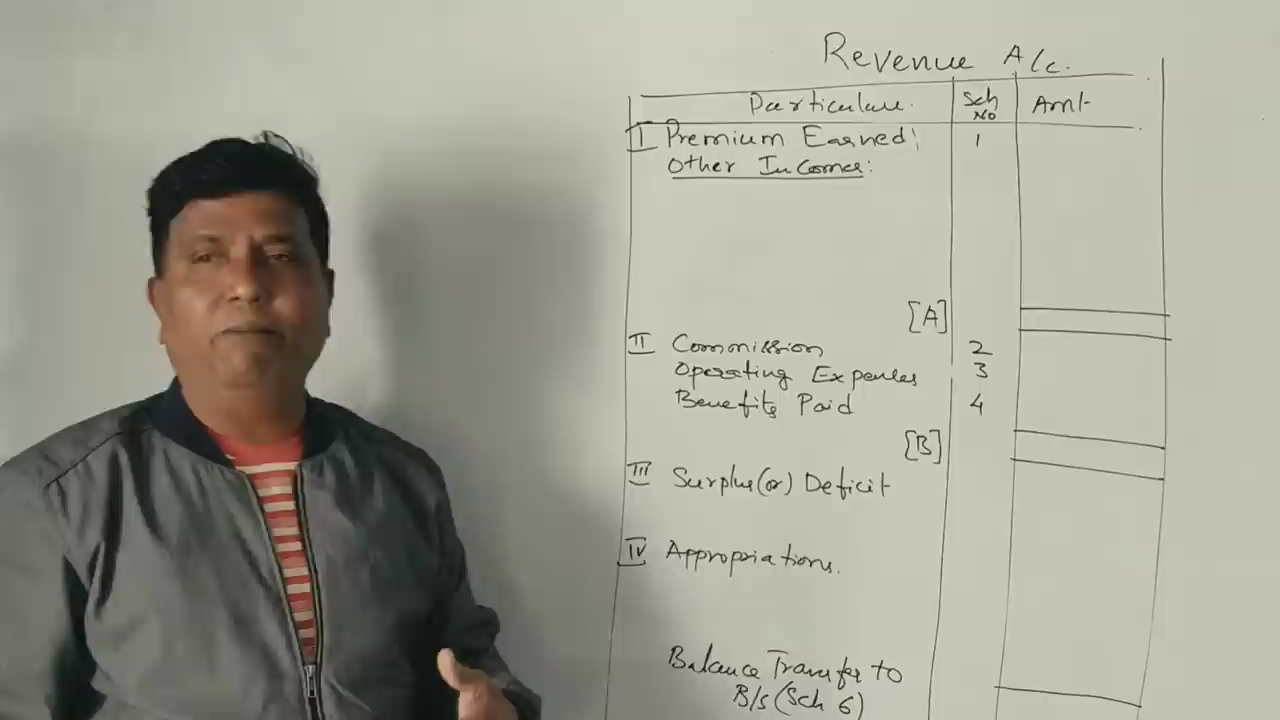 Revenue A/c.
Particulars. Sch No Amt
I Premium Earned: 1
Other Incomes:
[A]
II Commission 2
Operating Expenses 3
Benefits Paid 4
[B]
III Surplus (or) Deficit
IV Appropriations.
Balance Transfer to
B/s (Sch 6)